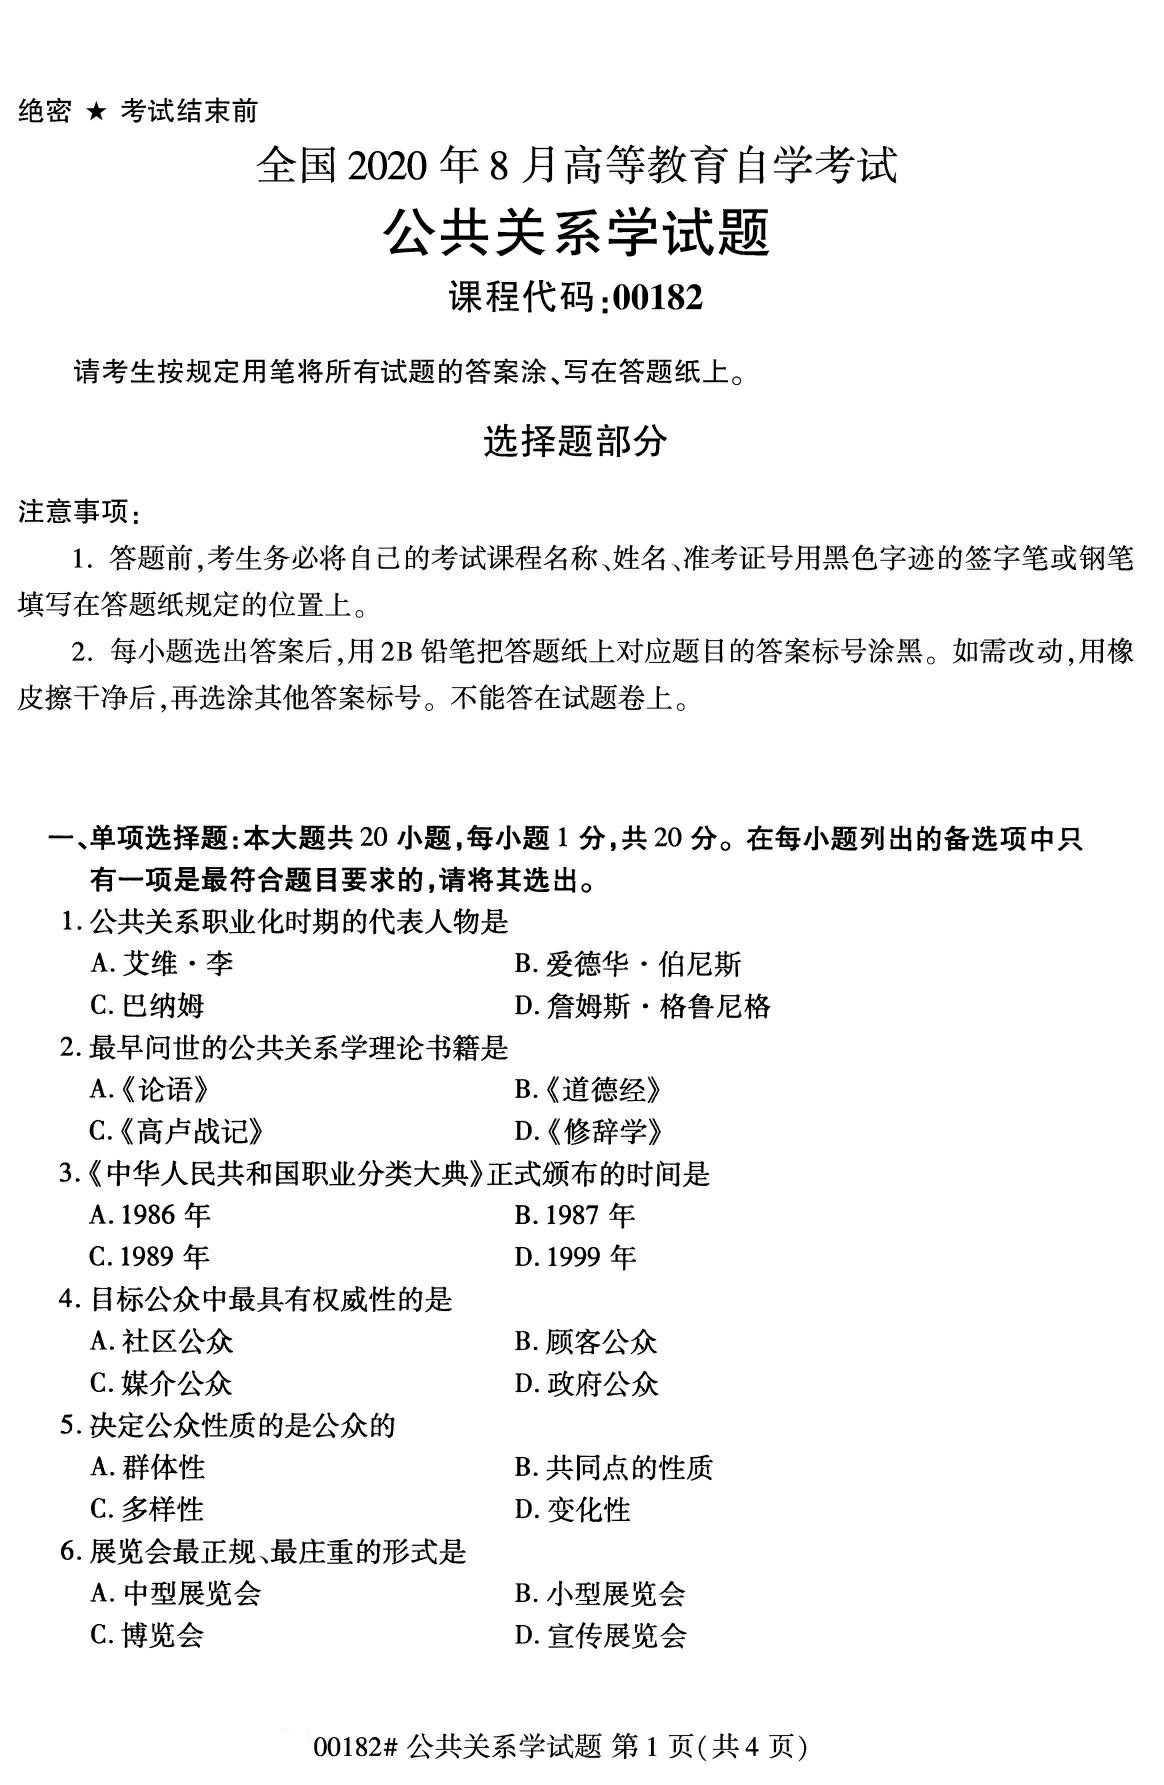 绝密 ★ 考试结束前
全国 2020 年 8 月高等教育自学考试
公共关系学试题
课程代码:00182
请考生按规定用笔将所有试题的答案涂、写在答题纸上。
选择题部分
注意事项:
1. 答题前,考生务必将自己的考试课程名称、姓名、准考证号用黑色字迹的签字笔或钢笔
填写在答题纸规定的位置上。
2. 每小题选出答案后,用 2B 铅笔把答题纸上对应题目的答案标号涂黑。如需改动,用橡
皮擦干净后,再选涂其他答案标号。不能答在试题卷上。
一、单项选择题:本大题共 20 小题,每小题 1 分,共 20 分。在每小题列出的备选项中只
有一项是最符合题目要求的,请将其选出。
1. 公共关系职业化时期的代表人物是
A. 艾维·李 B. 爱德华·伯尼斯
C. 巴纳姆 D. 詹姆斯·格鲁尼格
2. 最早问世的公共关系学理论书籍是
A.《论语》 B.《道德经》
C.《高卢战记》 D.《修辞学》
3.《中华人民共和国职业分类大典》正式颁布的时间是
A. 1986 年 B. 1987 年
C. 1989 年 D. 1999 年
4. 目标公众中最具有权威性的是
A. 社区公众 B. 顾客公众
C. 媒介公众 D. 政府公众
5. 决定公众性质的是公众的
A. 群体性 B. 共同点的性质
C. 多样性 D. 变化性
6. 展览会最正规、最庄重的形式是
A. 中型展览会 B. 小型展览会
C. 博览会 D. 宣传展览会
00182# 公共关系学试题 第 1 页(共 4 页)